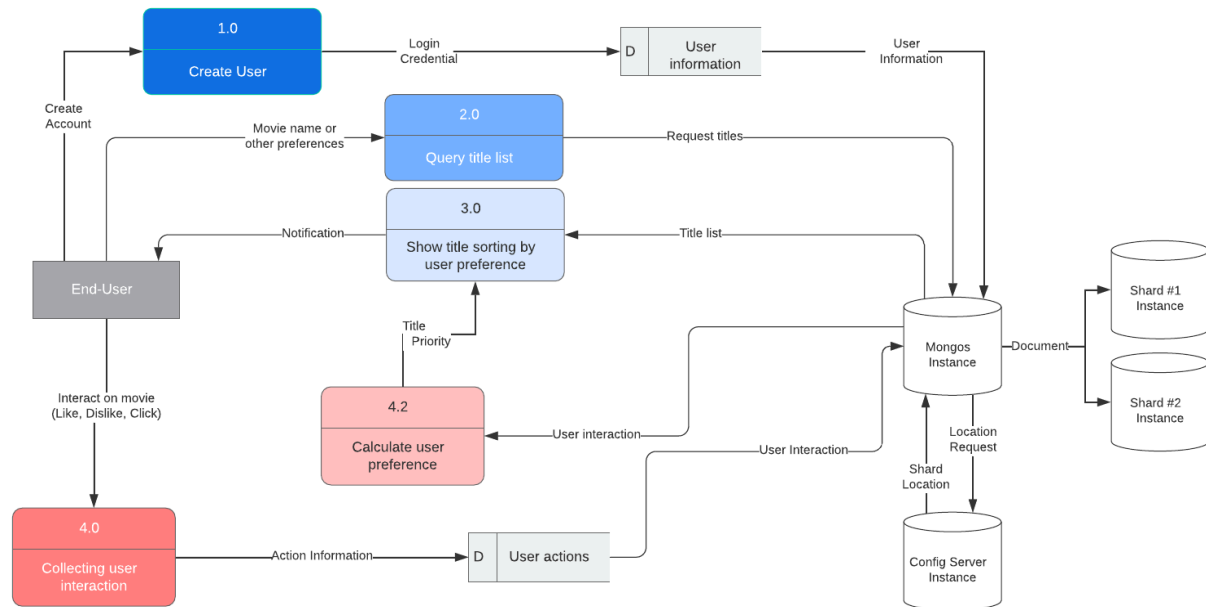 1.0
Create User
Login
Credential
D
User
information
User
Information
Create
Account
Movie name or
other preferences
2.0
Query title list
Request titles
3.0
Show title sorting by
user preference
Notification
Title list
End-User
Title
Priority
Mongos
Instance
Document
Shard #1
Instance
Shard #2
Instance
Interact on movie
(Like, Dislike, Click)
4.2
Calculate user
preference
User interaction
User Interaction
Location
Request
Shard
Location
4.0
Collecting user
interaction
Action Information
D
User actions
Config Server
Instance